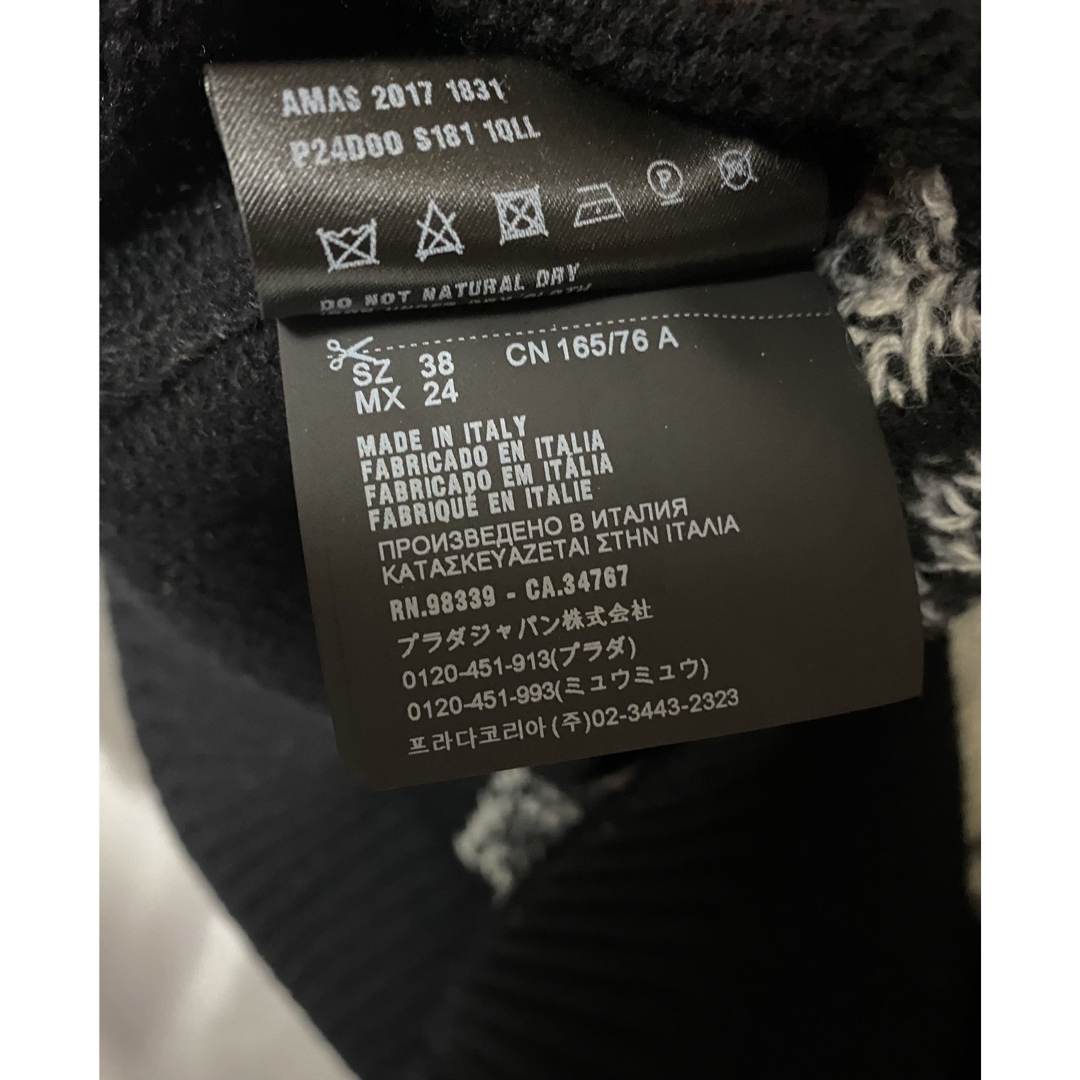 AMAS 2017 1831
P24D00 S181 1QLL
P
DO NOT NATURAL DRY
SZ 38 CN 165/76 A
MX 24
MADE IN ITALY
FABRICADO EN ITALIA
FABRICADO EM ITÁLIA
FABRIQUÉ EN ITALIE
ПРОИЗВЕДЕНО В ИТАЛИЯ
ΚΑΤΑΣΚΕΥΑΖΕΤΑΙ ΣΤΗΝ ΙΤΑΛΙΑ
RN.98339 - CA.34767
プラダジャパン株式会社
0120-451-913(プラダ)
0120-451-993(ミュウミュウ)
프라다코리아(주)02-3443-2323